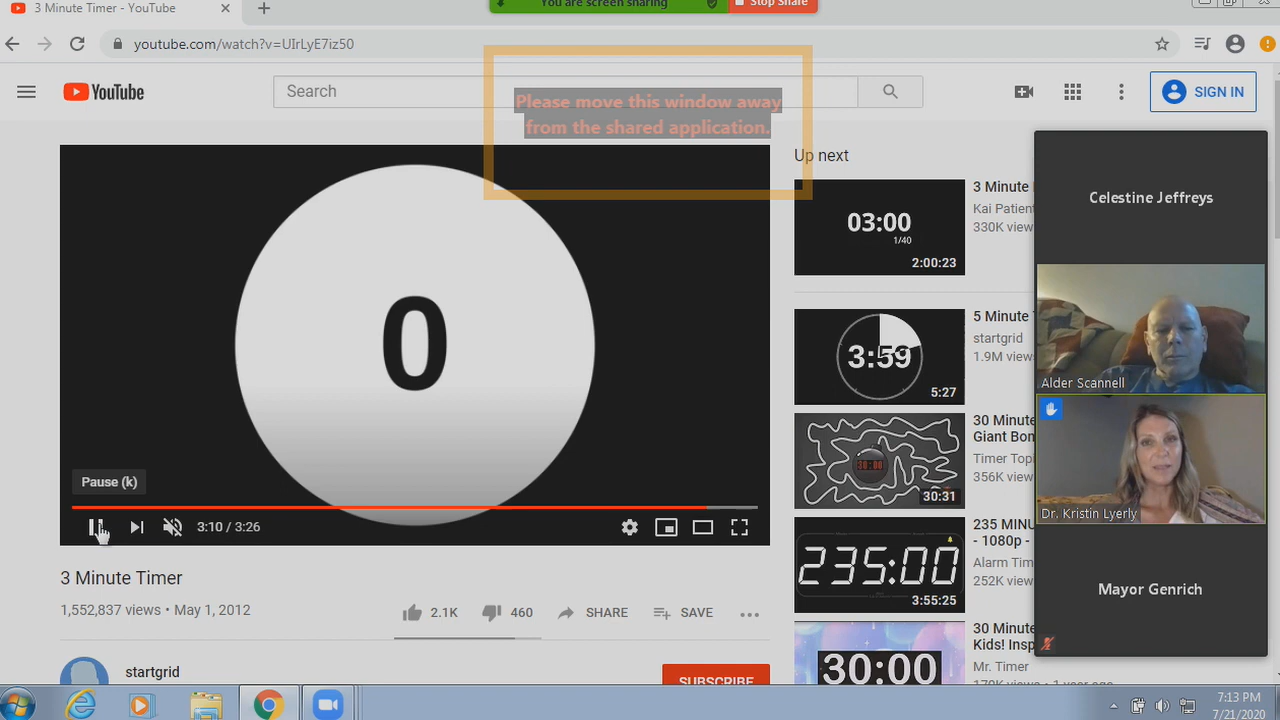 3 Minute Timer - YouTube
You are screen sharing
Stop Share
youtube.com/watch?v=UIrLyE7iz50
YouTube
Search
Please move this window away
from the shared application.
SIGN IN
0
Pause (k)
3:10 / 3:26
3 Minute Timer
1,552,837 views • May 1, 2012
2.1K
460
SHARE
SAVE
startgrid
SUBSCRIBE
Up next
03:00
1/40
2:00:23
3 Minute
Kai Patient
330K view
3:59
5:27
5 Minute
startgrid
1.9M view
30:00
30:31
30 Minute
Giant Bon
Timer Top
356K view
235:00
3:55:25
235 MINU
- 1080p -
Alarm Tim
252K view
30:00
30 Minute
Kids! Insp
Mr. Timer
Celestine Jeffreys
Alder Scannell
Dr. Kristin Lyerly
Mayor Genrich
7:13 PM
7/21/2020